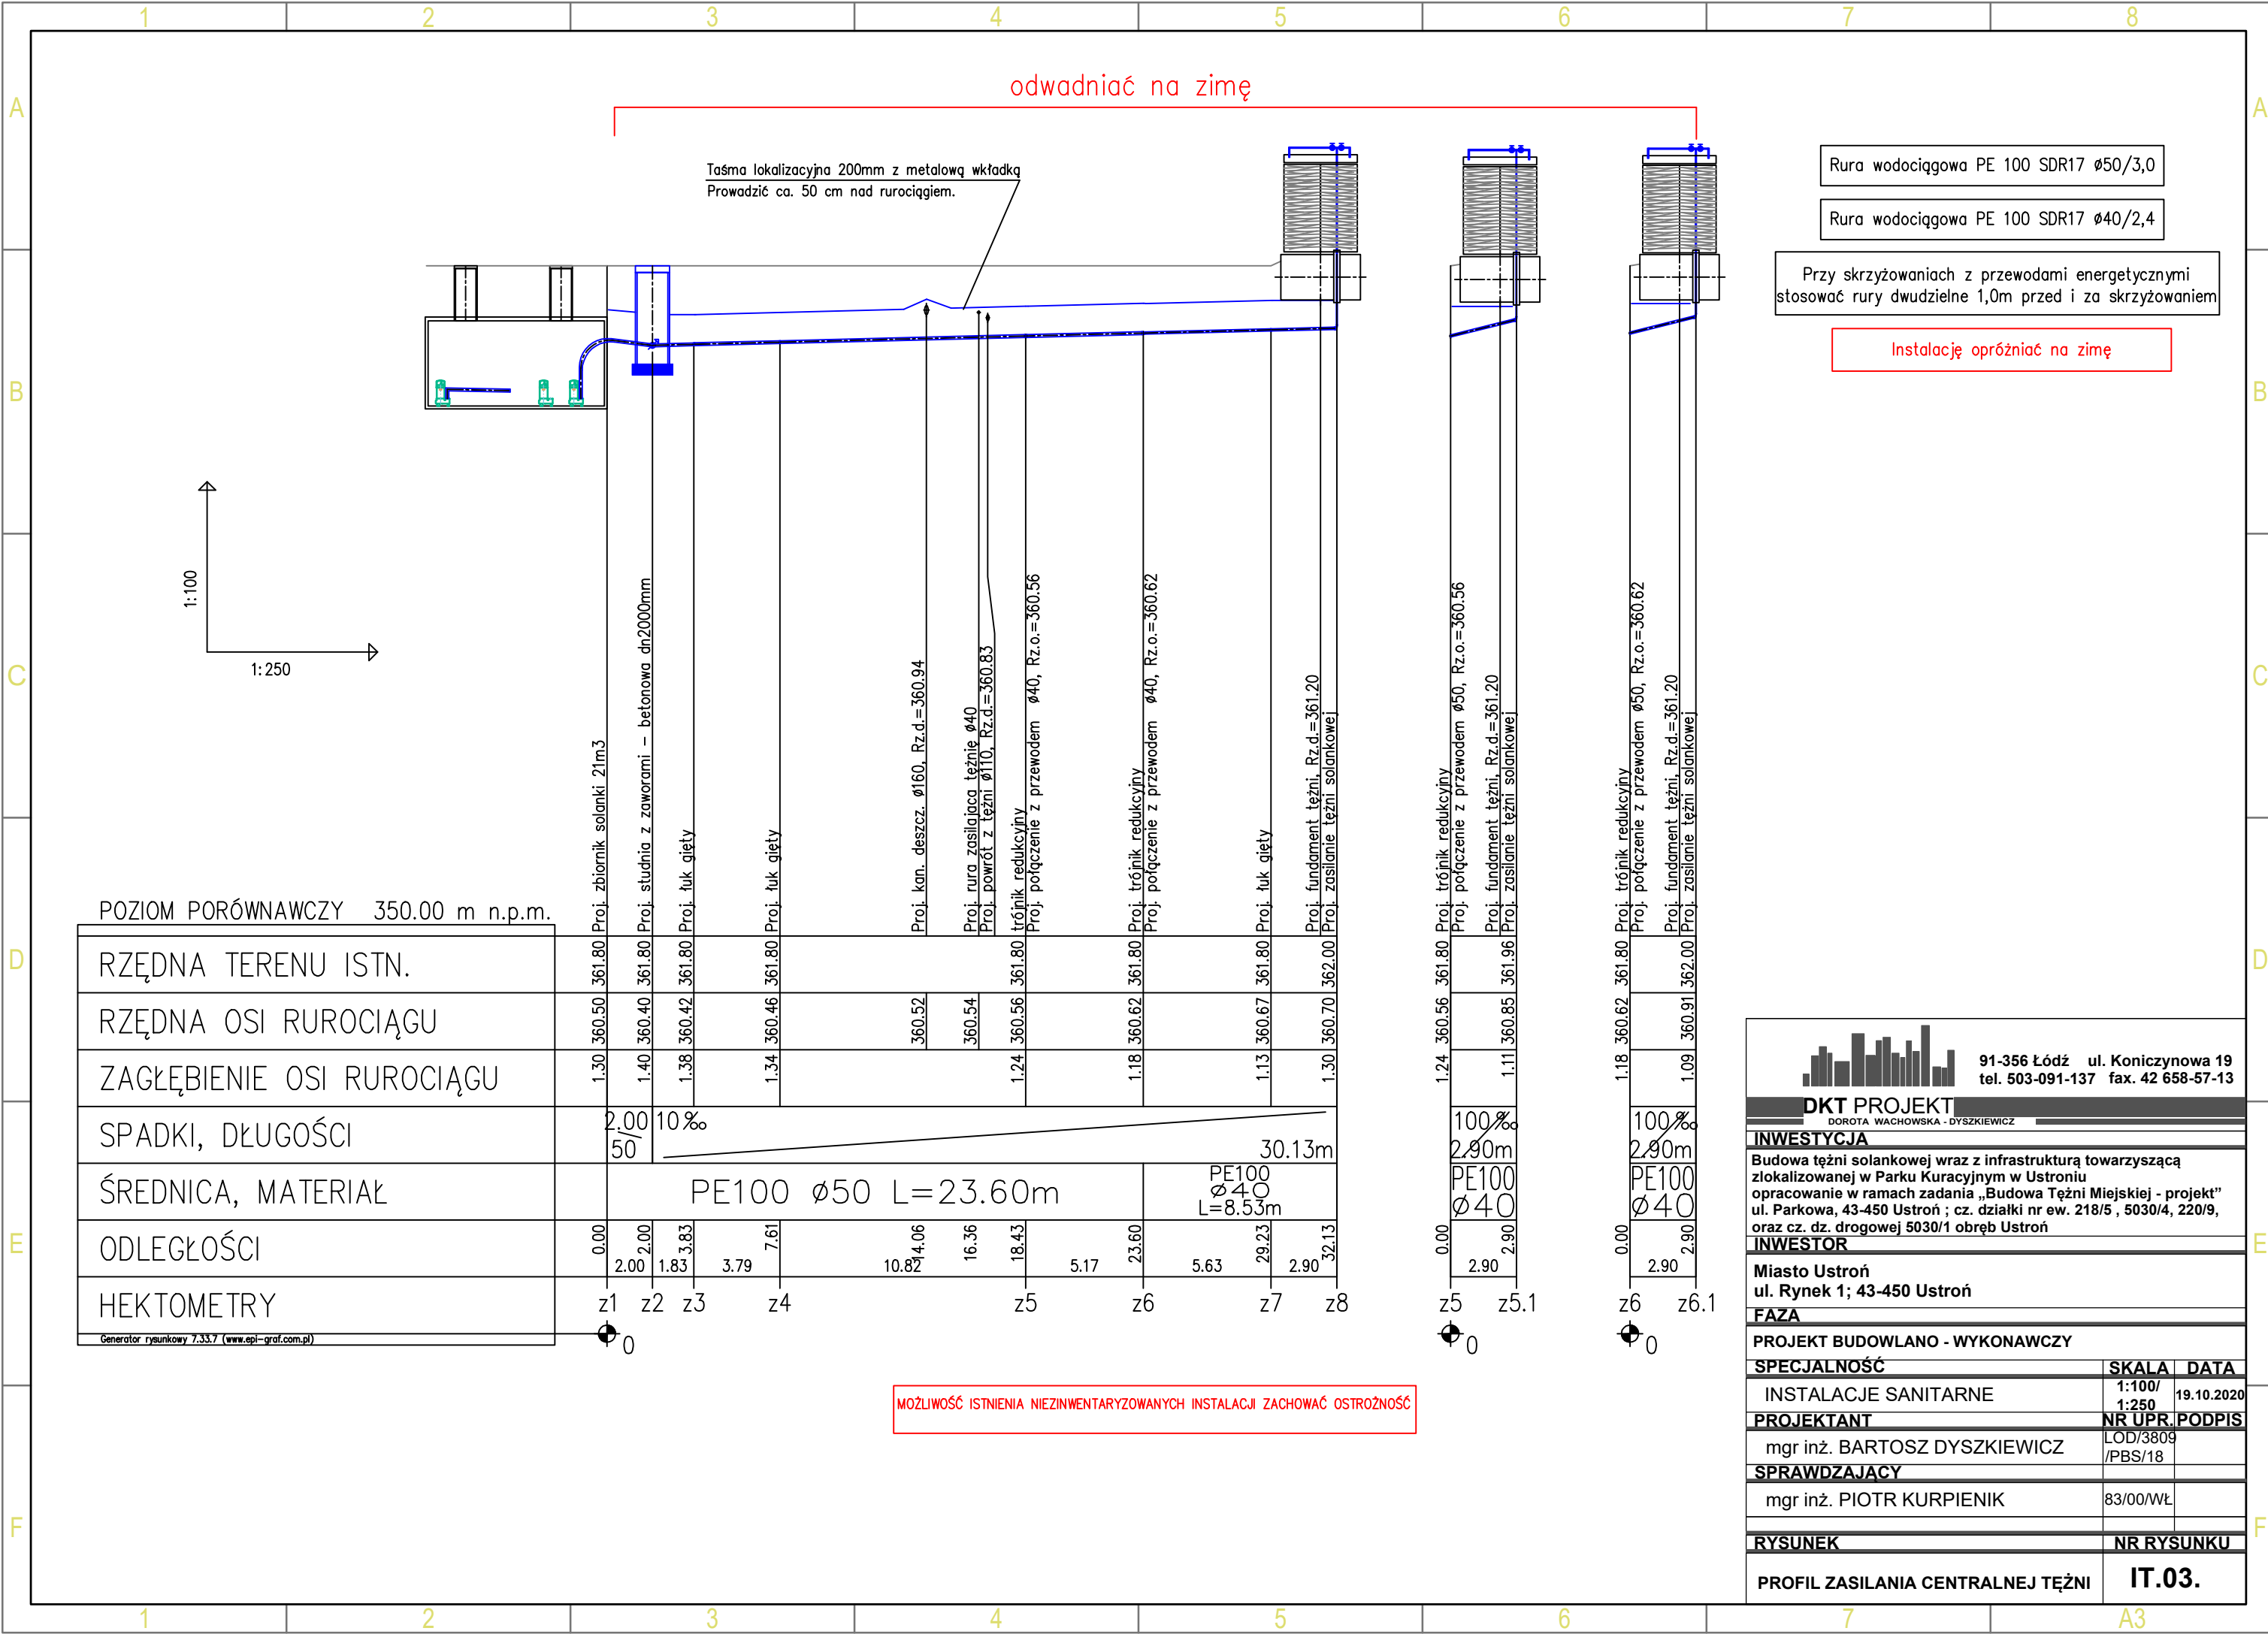 1 2 3 4 5 6 7 8
A A
B B
C C
D D
E E
F F
odwadniać na zimę
Taśma lokalizacyjna 200mm z metalową wkładką
Prowadzić ca. 50 cm nad rurociągiem.
Rura wodociągowa PE 100 SDR17 ø50/3,0
Rura wodociągowa PE 100 SDR17 ø40/2,4
Przy skrzyżowaniach z przewodami energetycznymi
stosować rury dwudzielne 1,0m przed i za skrzyżowaniem
Instalację opróżniać na zimę
1:100
1:250
Proj. zbiornik solanki 21m3
Proj. studnia z zaworami – betonowa dn2000mm
Proj. łuk gięty
Proj. łuk gięty
Proj. kan. deszcz. ø160, Rz.d.=360.94
Proj. rura zasilająca tężnię ø40
Proj. powrót z tężni ø110, Rz.d.=360.83
trójnik redukcyjny
Proj. połączenie z przewodem ø40, Rz.o.=360.56
Proj. trójnik redukcyjny
Proj. połączenie z przewodem ø40, Rz.o.=360.62
Proj. łuk gięty
Proj. fundament tężni, Rz.d.=361.20
Proj. zasilanie tężni solankowej
Proj. trójnik redukcyjny
Proj. połączenie z przewodem ø50, Rz.o.=360.56
Proj. fundament tężni, Rz.d.=361.20
Proj. zasilanie tężni solankowej
Proj. trójnik redukcyjny
Proj. połączenie z przewodem ø50, Rz.o.=360.62
Proj. fundament tężni, Rz.d.=361.20
Proj. zasilanie tężni solankowej
POZIOM PORÓWNAWCZY 350.00 m n.p.m.
RZĘDNA TERENU ISTN. 361.80 361.80 361.80 361.80 361.80 361.80 361.80 362.00 361.80 361.96 361.80 362.00
RZĘDNA OSI RUROCIĄGU 360.50 360.40 360.42 360.46 360.52 360.54 360.56 360.62 360.67 360.70 360.56 360.85 360.62 360.91
ZAGŁĘBIENIE OSI RUROCIĄGU 1.30 1.40 1.38 1.34 1.24 1.18 1.13 1.30 1.24 1.11 1.18 1.09
SPADKI, DŁUGOŚCI 2.00 50 10‰ 30.13m 100‰ 2.90m 100‰ 2.90m
ŚREDNICA, MATERIAŁ PE100 ø50 L=23.60m PE100 ø40 L=8.53m PE100 ø40 PE100 ø40
ODLEGŁOŚCI 0.00 2.00 3.83 7.61 14.06 16.36 18.43 23.60 29.23 32.13 0.00 2.90 0.00 2.90
2.00 1.83 3.79 10.82 5.17 5.63 2.90 2.90 2.90
HEKTOMETRY z1 z2 z3 z4 z5 z6 z7 z8 z5 z5.1 z6 z6.1
Generator rysunkowy 7.33.7 (www.epi-graf.com.pl)
0 0 0
MOŻLIWOŚĆ ISTNIENIA NIEZINWENTARYZOWANYCH INSTALACJI ZACHOWAĆ OSTROŻNOŚĆ
91-356 Łódź ul. Koniczynowa 19
tel. 503-091-137 fax. 42 658-57-13
DKT PROJEKT
DOROTA WACHOWSKA - DYSZKIEWICZ
INWESTYCJA
Budowa tężni solankowej wraz z infrastrukturą towarzyszącą
zlokalizowanej w Parku Kuracyjnym w Ustroniu
opracowanie w ramach zadania „Budowa Tężni Miejskiej - projekt”
ul. Parkowa, 43-450 Ustroń ; cz. działki nr ew. 218/5 , 5030/4, 220/9,
oraz cz. dz. drogowej 5030/1 obręb Ustroń
INWESTOR
Miasto Ustroń
ul. Rynek 1; 43-450 Ustroń
FAZA
PROJEKT BUDOWLANO - WYKONAWCZY
SPECJALNOŚĆ SKALA DATA
INSTALACJE SANITARNE 1:100/ 1:250 19.10.2020
PROJEKTANT NR UPR. PODPIS
mgr inż. BARTOSZ DYSZKIEWICZ LOD/3809 /PBS/18
SPRAWDZAJĄCY
mgr inż. PIOTR KURPIENIK 83/00/WŁ
RYSUNEK NR RYSUNKU
PROFIL ZASILANIA CENTRALNEJ TĘŻNI IT.03.
1 2 3 4 5 6 7 A3